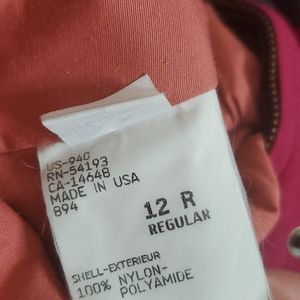 US-940
RN-54193
CA-14648
MADE IN USA
894
12 R
REGULAR
SHELL-EXTERIEUR
100% NYLON-
POLYAMIDE